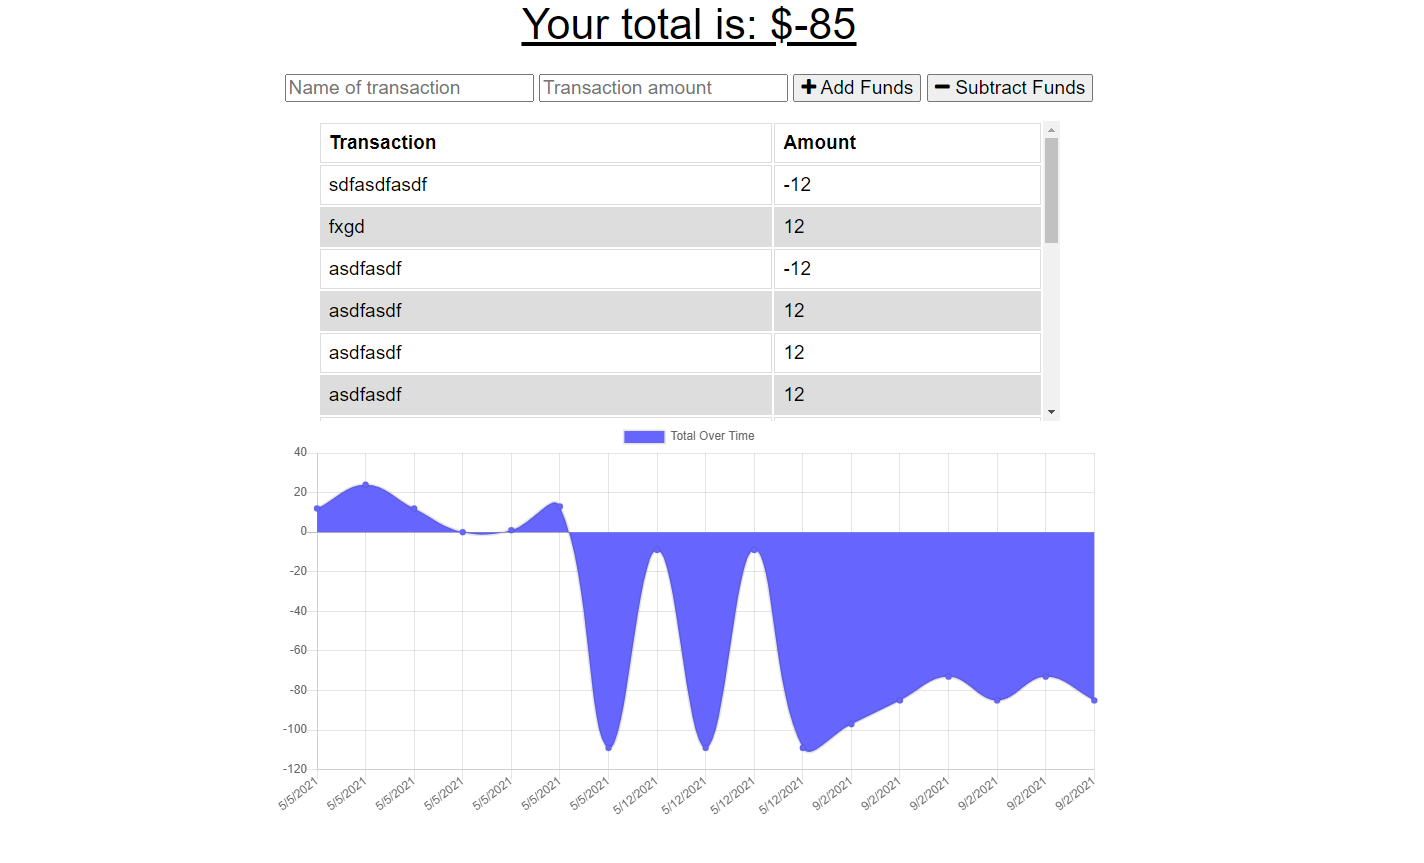 Your total is: $-85
Name of transaction Transaction amount Add Funds Subtract Funds
Transaction Amount
sdfasdfasdf -12
fxgd 12
asdfasdf -12
asdfasdf 12
asdfasdf 12
asdfasdf 12
Total Over Time
40
20
0
-20
-40
-60
-80
-100
-120
5/5/2021 5/5/2021 5/5/2021 5/5/2021 5/5/2021 5/5/2021 5/5/2021 5/12/2021 5/12/2021 5/12/2021 5/12/2021 9/2/2021 9/2/2021 9/2/2021 9/2/2021 9/2/2021 9/2/2021